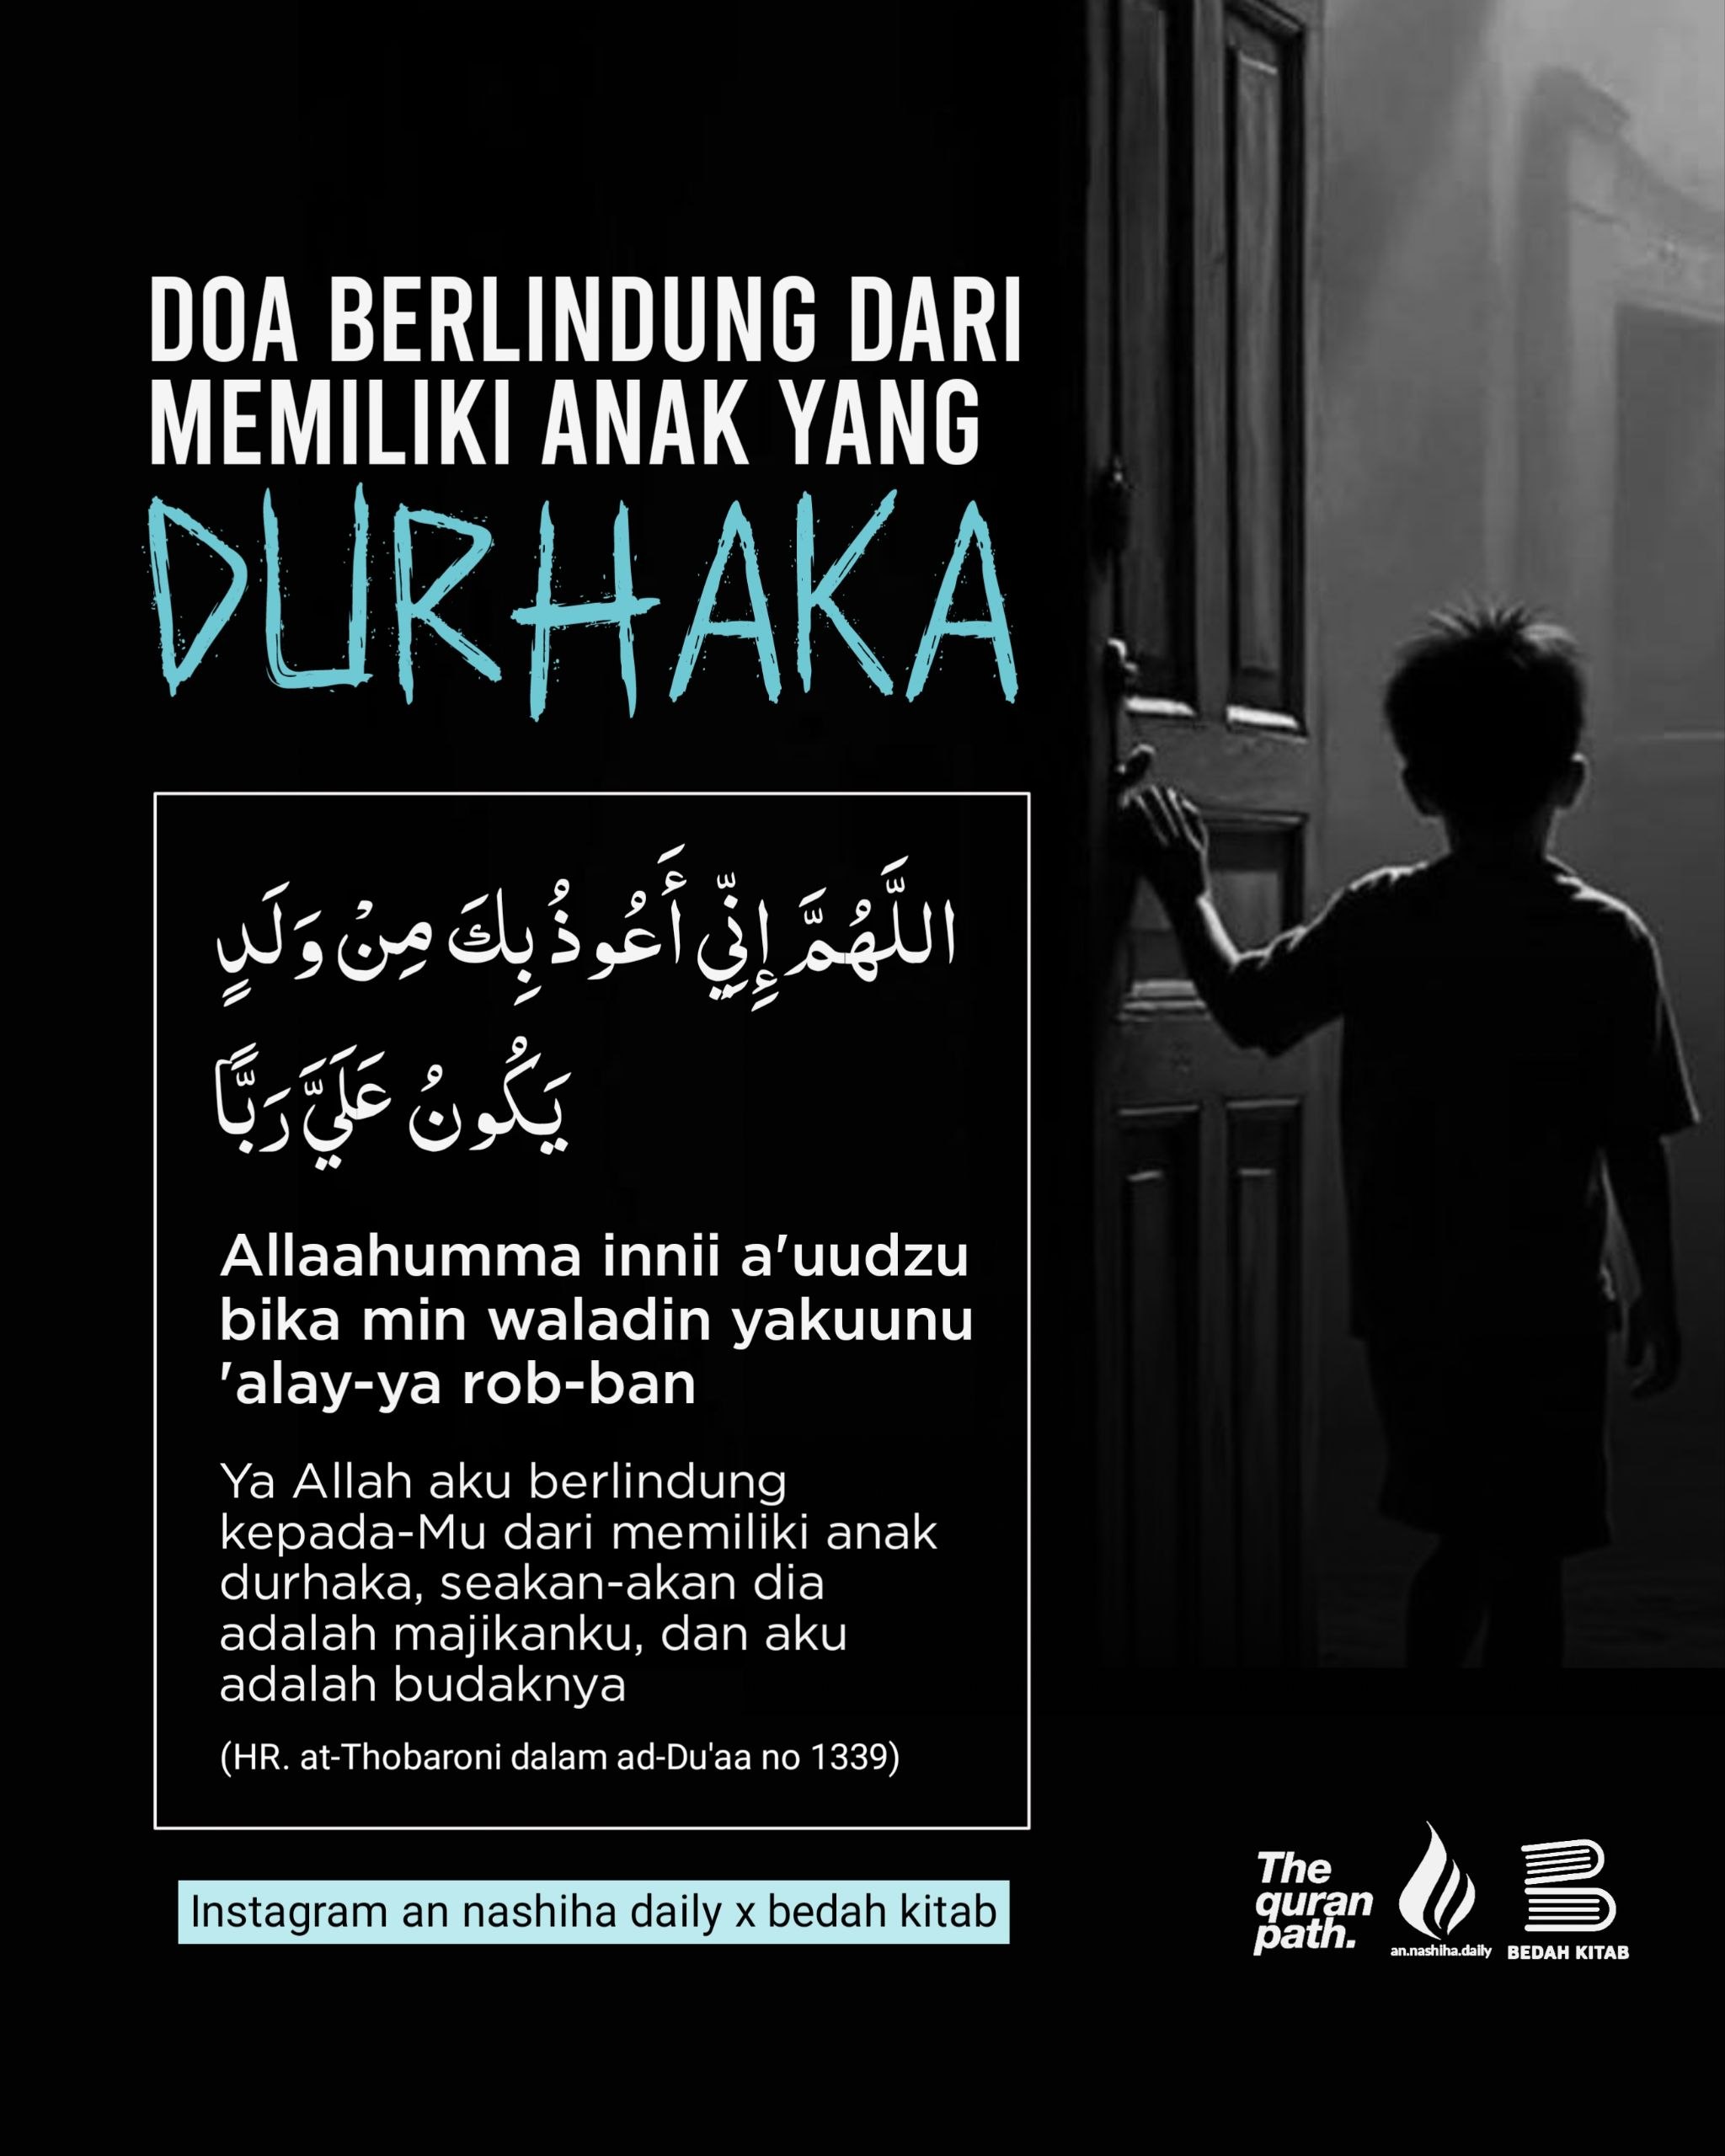 DOA BERLINDUNG DARI
MEMILIKI ANAK YANG
DURHAKA
اللَّهُمَّ إِنِّي أَعُوذُ بِكَ مِنْ وَلَدٍ
يَكُونُ عَلَيَّ رَبًّا
Allaahumma innii a'uudzu
bika min waladin yakuunu
'alay-ya rob-ban
Ya Allah aku berlindung
kepada-Mu dari memiliki anak
durhaka, seakan-akan dia
adalah majikanku, dan aku
adalah budaknya
(HR. at-Thobaroni dalam ad-Du'aa no 1339)
Instagram an nashiha daily x bedah kitab
The
quran
path.
an.nashiha.daily
BEDAH KITAB